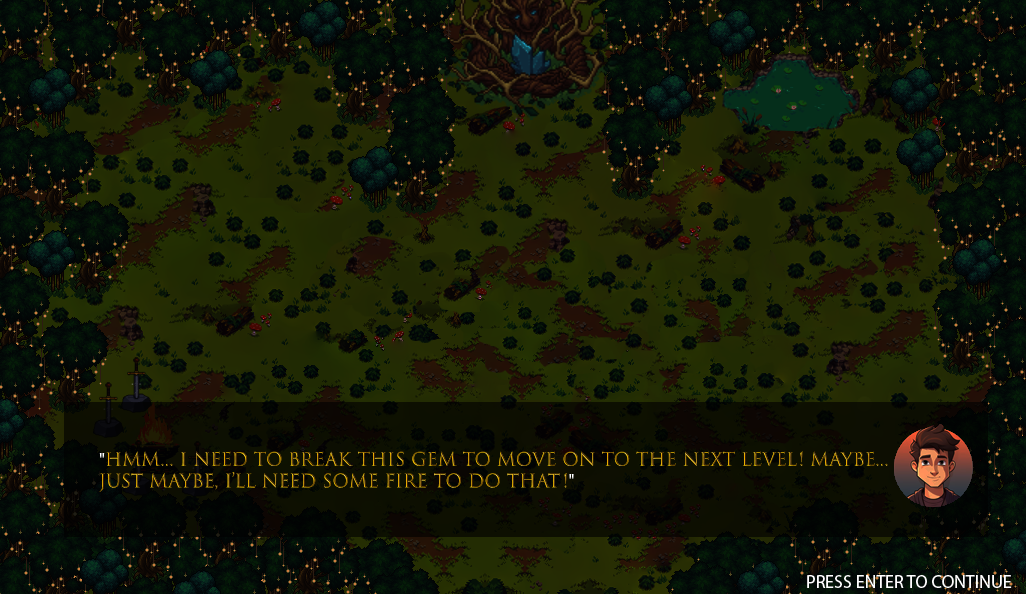 "HMM... I NEED TO BREAK THIS GEM TO MOVE ON TO THE NEXT LEVEL! MAYBE...
JUST MAYBE, I'LL NEED SOME FIRE TO DO THAT!"
PRESS ENTER TO CONTINUE